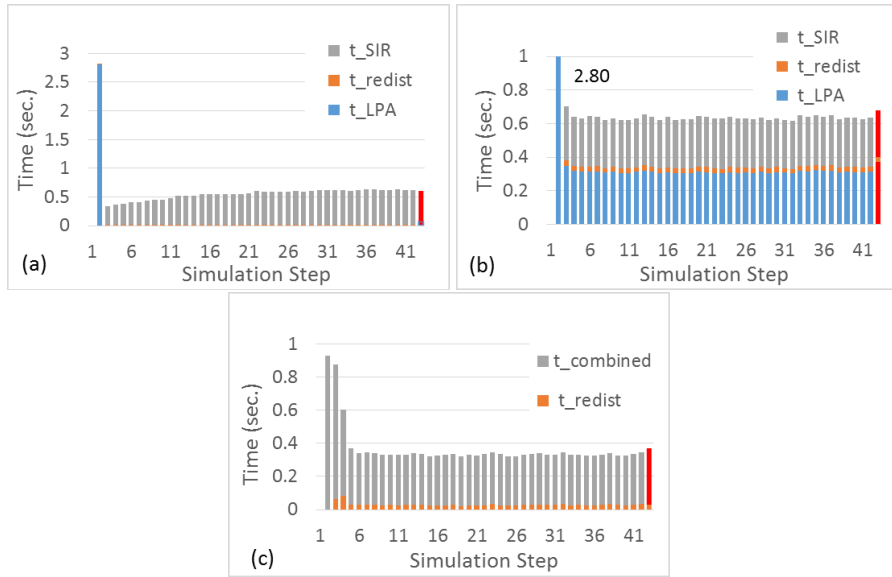 t_SIR
t_redist
t_LPA
3
2.5
2
1.5
1
0.5
0
Time (sec.)
1 6 11 16 21 26 31 36 41
Simulation Step
(a)
t_SIR
t_redist
t_LPA
2.80
1
0.8
0.6
0.4
0.2
0
Time (sec.)
1 6 11 16 21 26 31 36 41
Simulation Step
(b)
t_combined
t_redist
1
0.8
0.6
0.4
0.2
0
Time (sec.)
1 6 11 16 21 26 31 36 41
Simulation Step
(c)